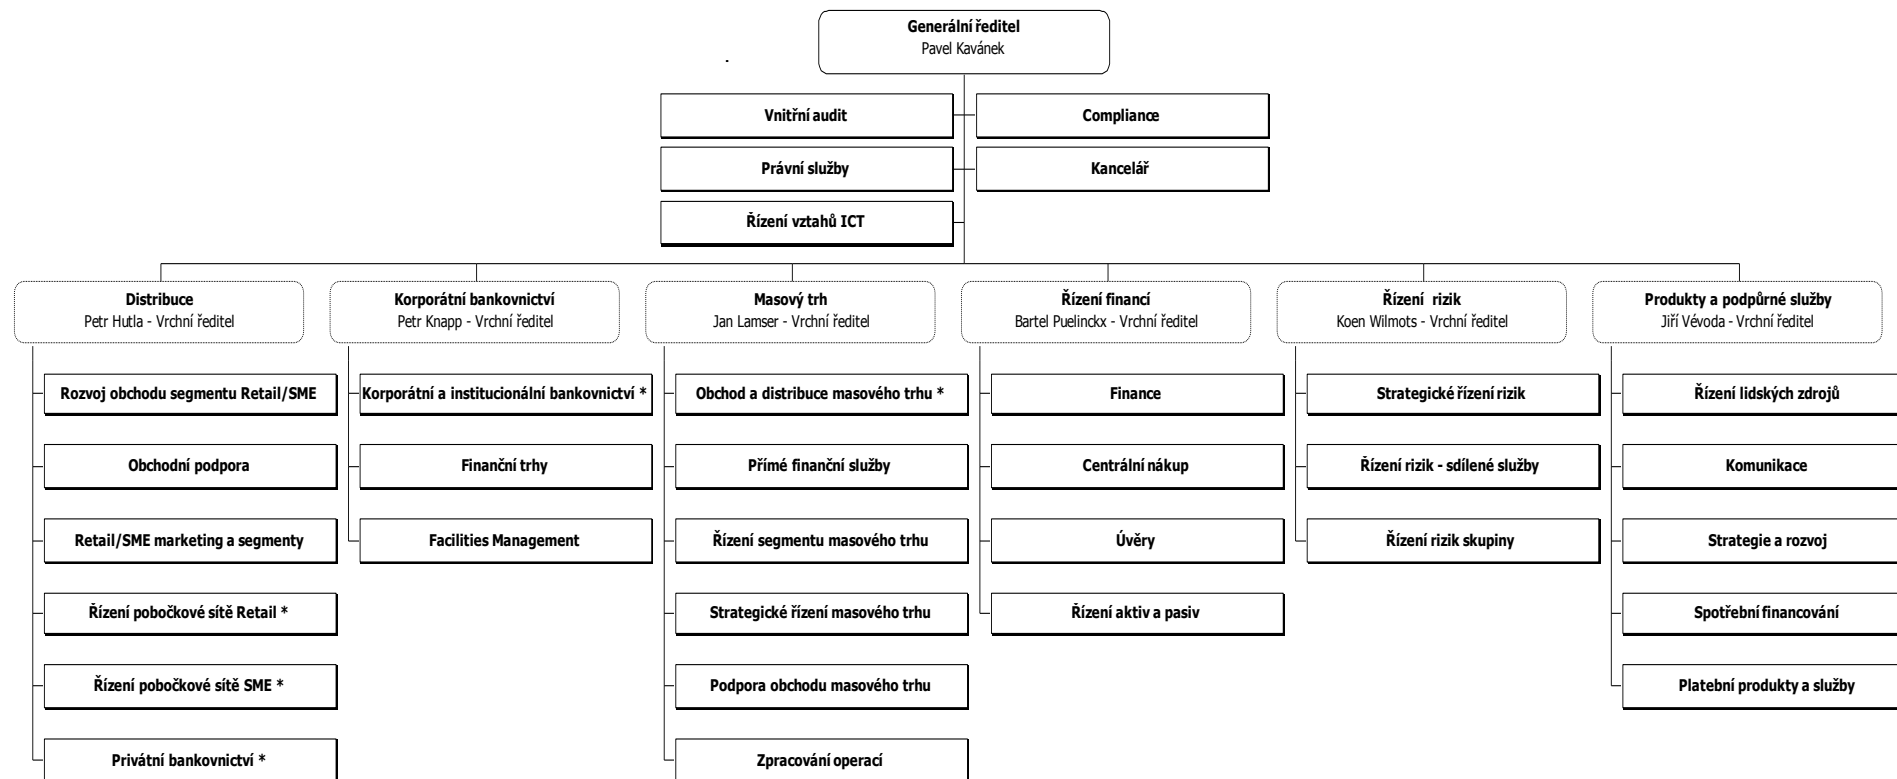 Generální ředitel
Pavel Kavánek
Vnitřní audit
Compliance
Právní služby
Kancelář
Řízení vztahů ICT
Distribuce
Petr Hutla - Vrchní ředitel
Rozvoj obchodu segmentu Retail/SME
Obchodní podpora
Retail/SME marketing a segmenty
Řízení pobočkové sítě Retail *
Řízení pobočkové sítě SME *
Privátní bankovnictví *
Korporátní bankovnictví
Petr Knapp - Vrchní ředitel
Korporátní a institucionální bankovnictví *
Finanční trhy
Facilities Management
Masový trh
Jan Lamser - Vrchní ředitel
Obchod a distribuce masového trhu *
Přímé finanční služby
Řízení segmentu masového trhu
Strategické řízení masového trhu
Podpora obchodu masového trhu
Zpracování operací
Řízení financí
Bartel Puelinckx - Vrchní ředitel
Finance
Centrální nákup
Úvěry
Řízení aktiv a pasiv
Řízení rizik
Koen Wilmots - Vrchní ředitel
Strategické řízení rizik
Řízení rizik - sdílené služby
Řízení rizik skupiny
Produkty a podpůrné služby
Jiří Vévoda - Vrchní ředitel
Řízení lidských zdrojů
Komunikace
Strategie a rozvoj
Spotřební financování
Platební produkty a služby